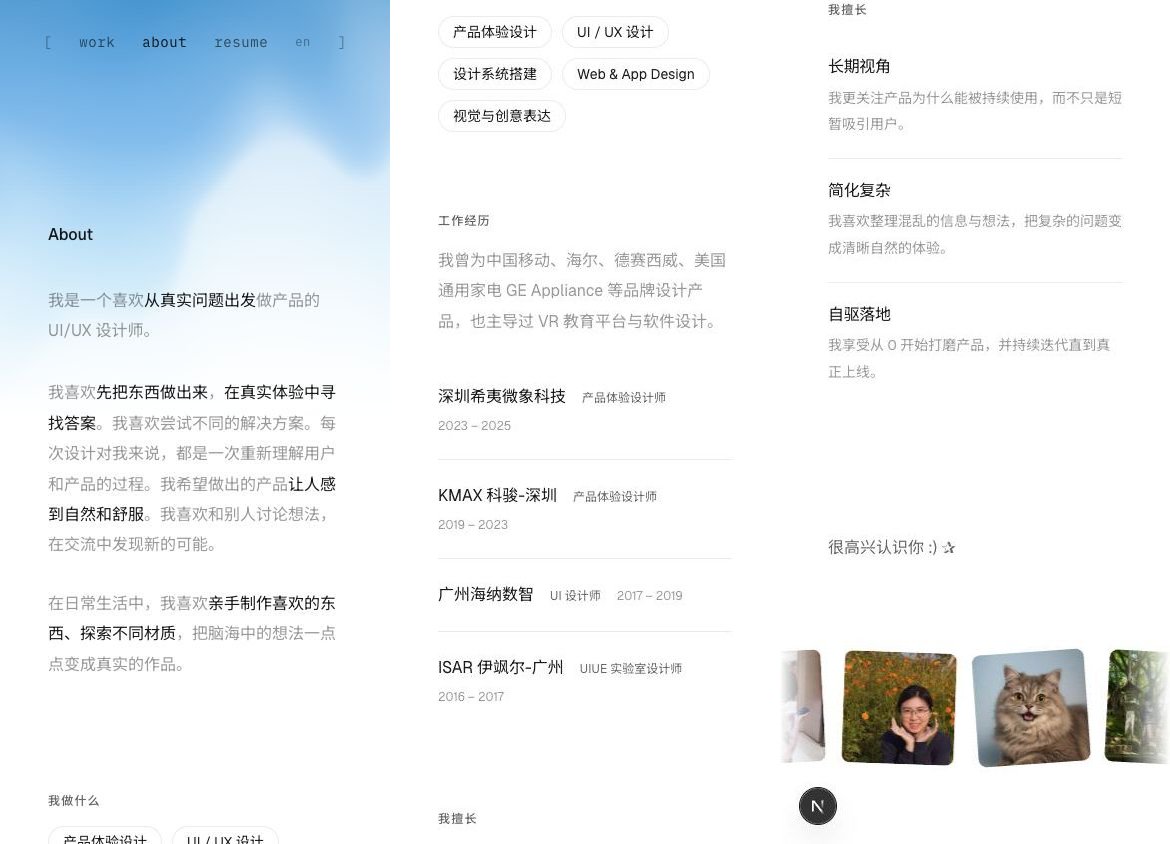 [ work about resume en ]
About
我是一个喜欢从真实问题出发做产品的
UI/UX 设计师。
我喜欢先把东西做出来，在真实体验中寻
找答案。我喜欢尝试不同的解决方案。每
次设计对我来说，都是一次重新理解用户
和产品的过程。我希望做出的产品让人感
到自然和舒服。我喜欢和别人讨论想法，
在交流中发现新的可能。
在日常生活中，我喜欢亲手制作喜欢的东
西、探索不同材质，把脑海中的想法一点
点变成真实的作品。
我做什么
产品体验设计 UI / UX 设计
产品体验设计 UI / UX 设计
设计系统搭建 Web & App Design
视觉与创意表达
工作经历
我曾为中国移动、海尔、德赛西威、美国
通用家电 GE Appliance 等品牌设计产
品，也主导过 VR 教育平台与软件设计。
深圳希夷微象科技 产品体验设计师
2023 – 2025
KMAX 科骏-深圳 产品体验设计师
2019 – 2023
广州海纳数智 UI 设计师 2017 – 2019
ISAR 伊飒尔-广州 UIUE 实验室设计师
2016 – 2017
我擅长
我擅长
长期视角
我更关注产品为什么能被持续使用，而不只是短
暂吸引用户。
简化复杂
我喜欢整理混乱的信息与想法，把复杂的问题变
成清晰自然的体验。
自驱落地
我享受从 0 开始打磨产品，并持续迭代直到真
正上线。
很高兴认识你 :) ✰
N